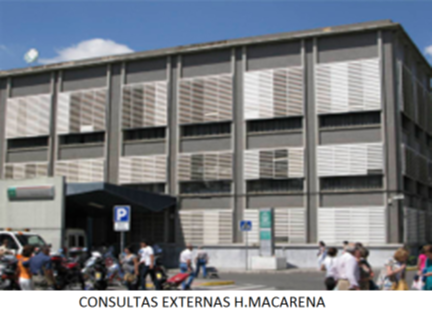 P
CONSULTAS EXTERNAS H.MACARENA